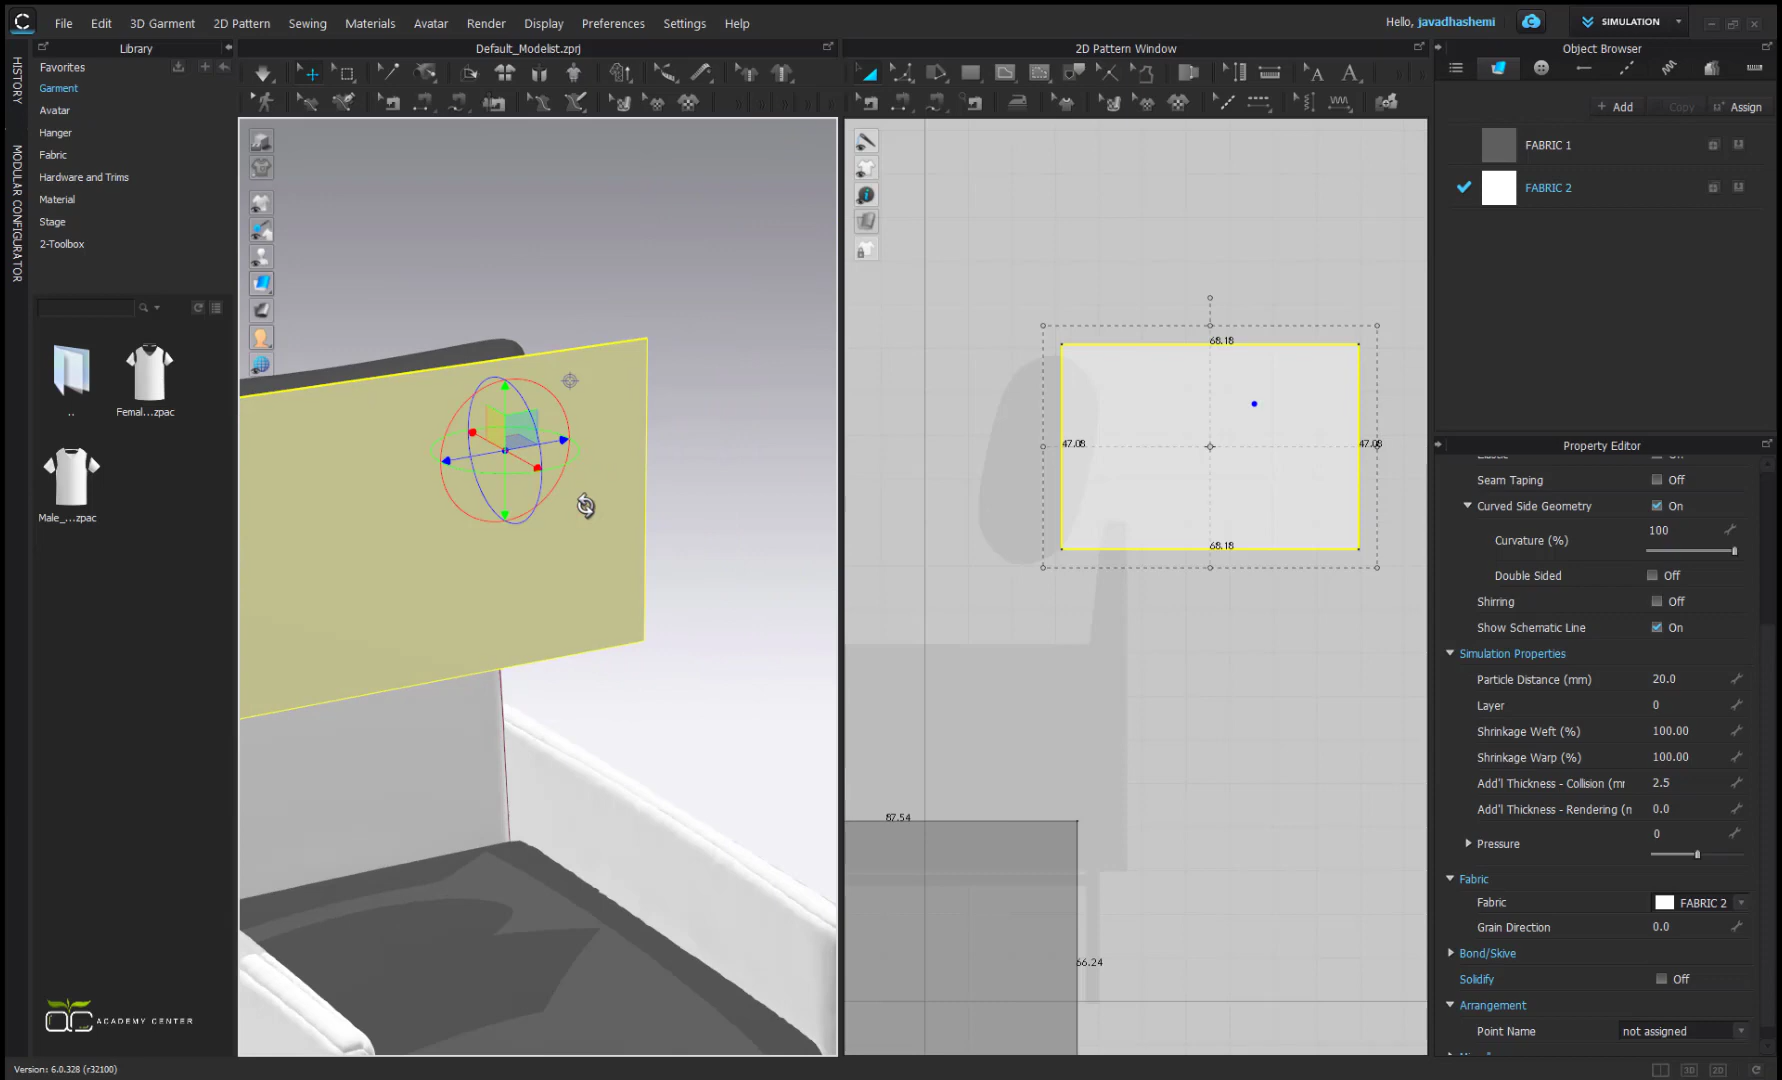 File Edit 3D Garment 2D Pattern Sewing Materials Avatar Render Display Preferences Settings Help
Hello, javadhashemi
SIMULATION
HISTORY
MODULAR CONFIGURATOR
Library
Favorites
Garment
Avatar
Hanger
Fabric
Hardware and Trims
Material
Stage
2-Toolbox
..
Femal....zpac
Male_...zpac
ACADEMY CENTER
Default_Modelist.zprj
2D Pattern Window
68.18
47.08
47.08
68.18
87.54
66.24
Object Browser
Add Copy Assign
FABRIC 1
FABRIC 2
Property Editor
Seam Taping Off
Curved Side Geometry On
Curvature (%) 100
Double Sided Off
Shirring Off
Show Schematic Line On
Simulation Properties
Particle Distance (mm) 20.0
Layer 0
Shrinkage Weft (%) 100.00
Shrinkage Warp (%) 100.00
Add'l Thickness - Collision (mr 2.5
Add'l Thickness - Rendering (r 0.0
Pressure 0
Fabric
Fabric FABRIC 2
Grain Direction 0.0
Bond/Skive
Solidify Off
Arrangement
Point Name not assigned
Version: 6.0.328 (r32100)
3D 2D